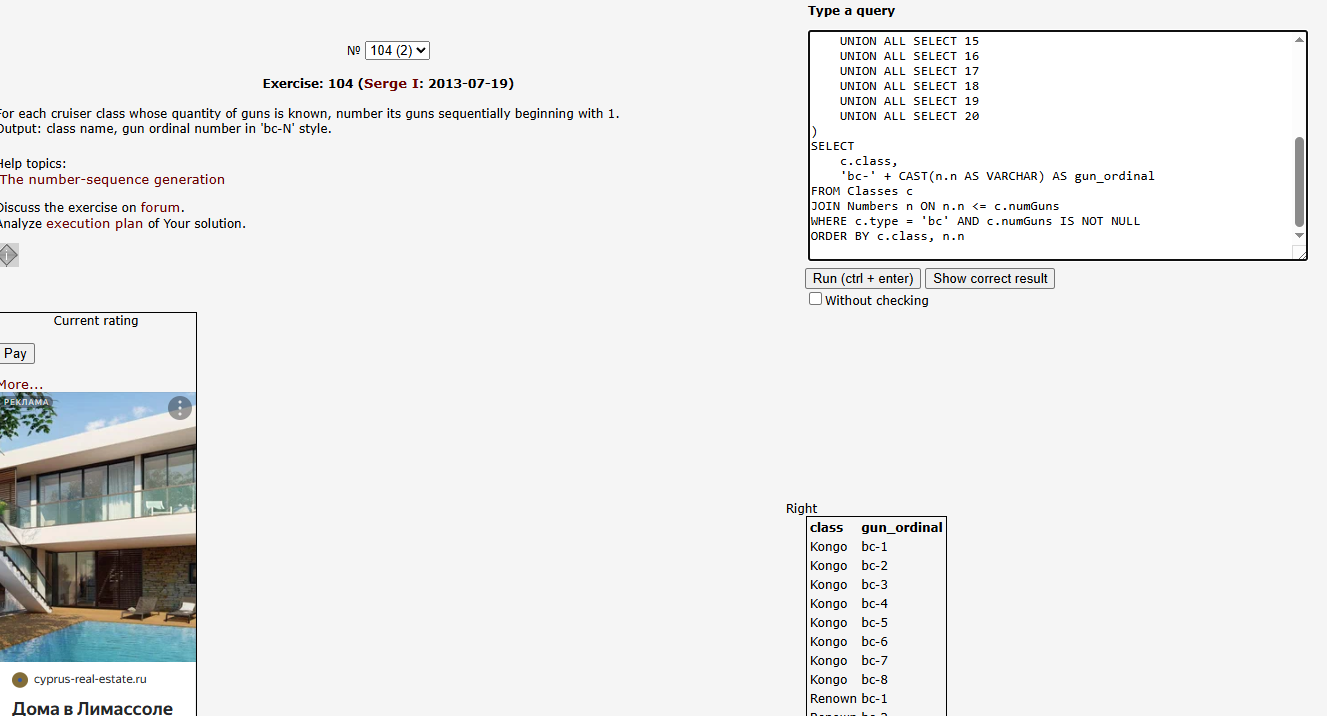 Type a query
№ 104 (2)
Exercise: 104 (Serge I: 2013-07-19)
For each cruiser class whose quantity of guns is known, number its guns sequentially beginning with 1.
Output: class name, gun ordinal number in 'bc-N' style.
Help topics:
The number-sequence generation
Discuss the exercise on forum.
Analyze execution plan of Your solution.
UNION ALL SELECT 15
UNION ALL SELECT 16
UNION ALL SELECT 17
UNION ALL SELECT 18
UNION ALL SELECT 19
UNION ALL SELECT 20
)
SELECT
c.class,
'bc-' + CAST(n.n AS VARCHAR) AS gun_ordinal
FROM Classes c
JOIN Numbers n ON n.n <= c.numGuns
WHERE c.type = 'bc' AND c.numGuns IS NOT NULL
ORDER BY c.class, n.n
Run (ctrl + enter) Show correct result
Without checking
Current rating
Pay
More...
РЕКЛАМА
cyprus-real-estate.ru
Дома в Лимассоле
Right
class gun_ordinal
Kongo bc-1
Kongo bc-2
Kongo bc-3
Kongo bc-4
Kongo bc-5
Kongo bc-6
Kongo bc-7
Kongo bc-8
Renown bc-1